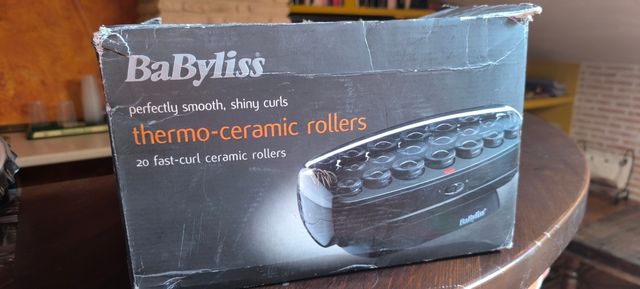 BaByliss
perfectly smooth, shiny curls
thermo-ceramic rollers
20 fast-curl ceramic rollers
BaByliss